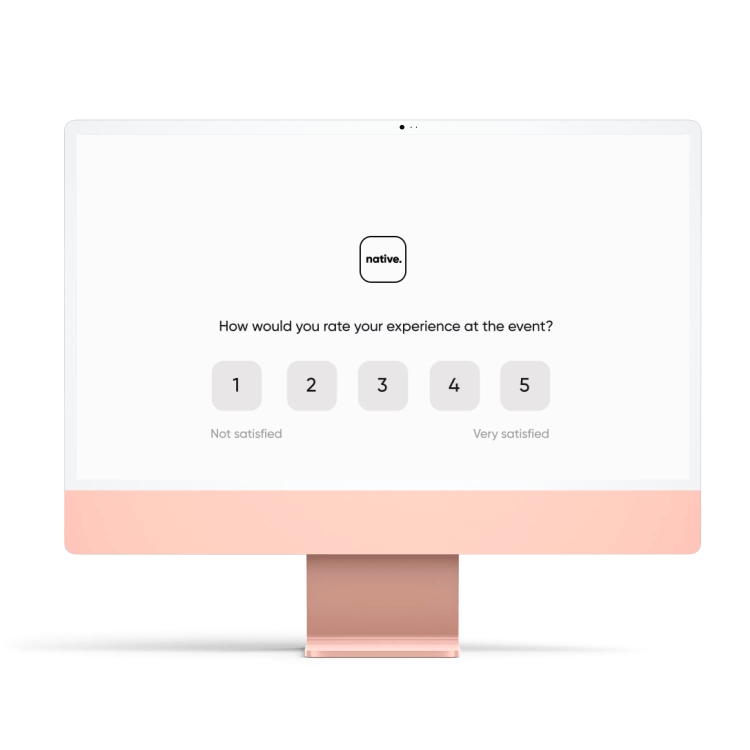 native.
How would you rate your experience at the event?
1 2 3 4 5
Not satisfied Very satisfied